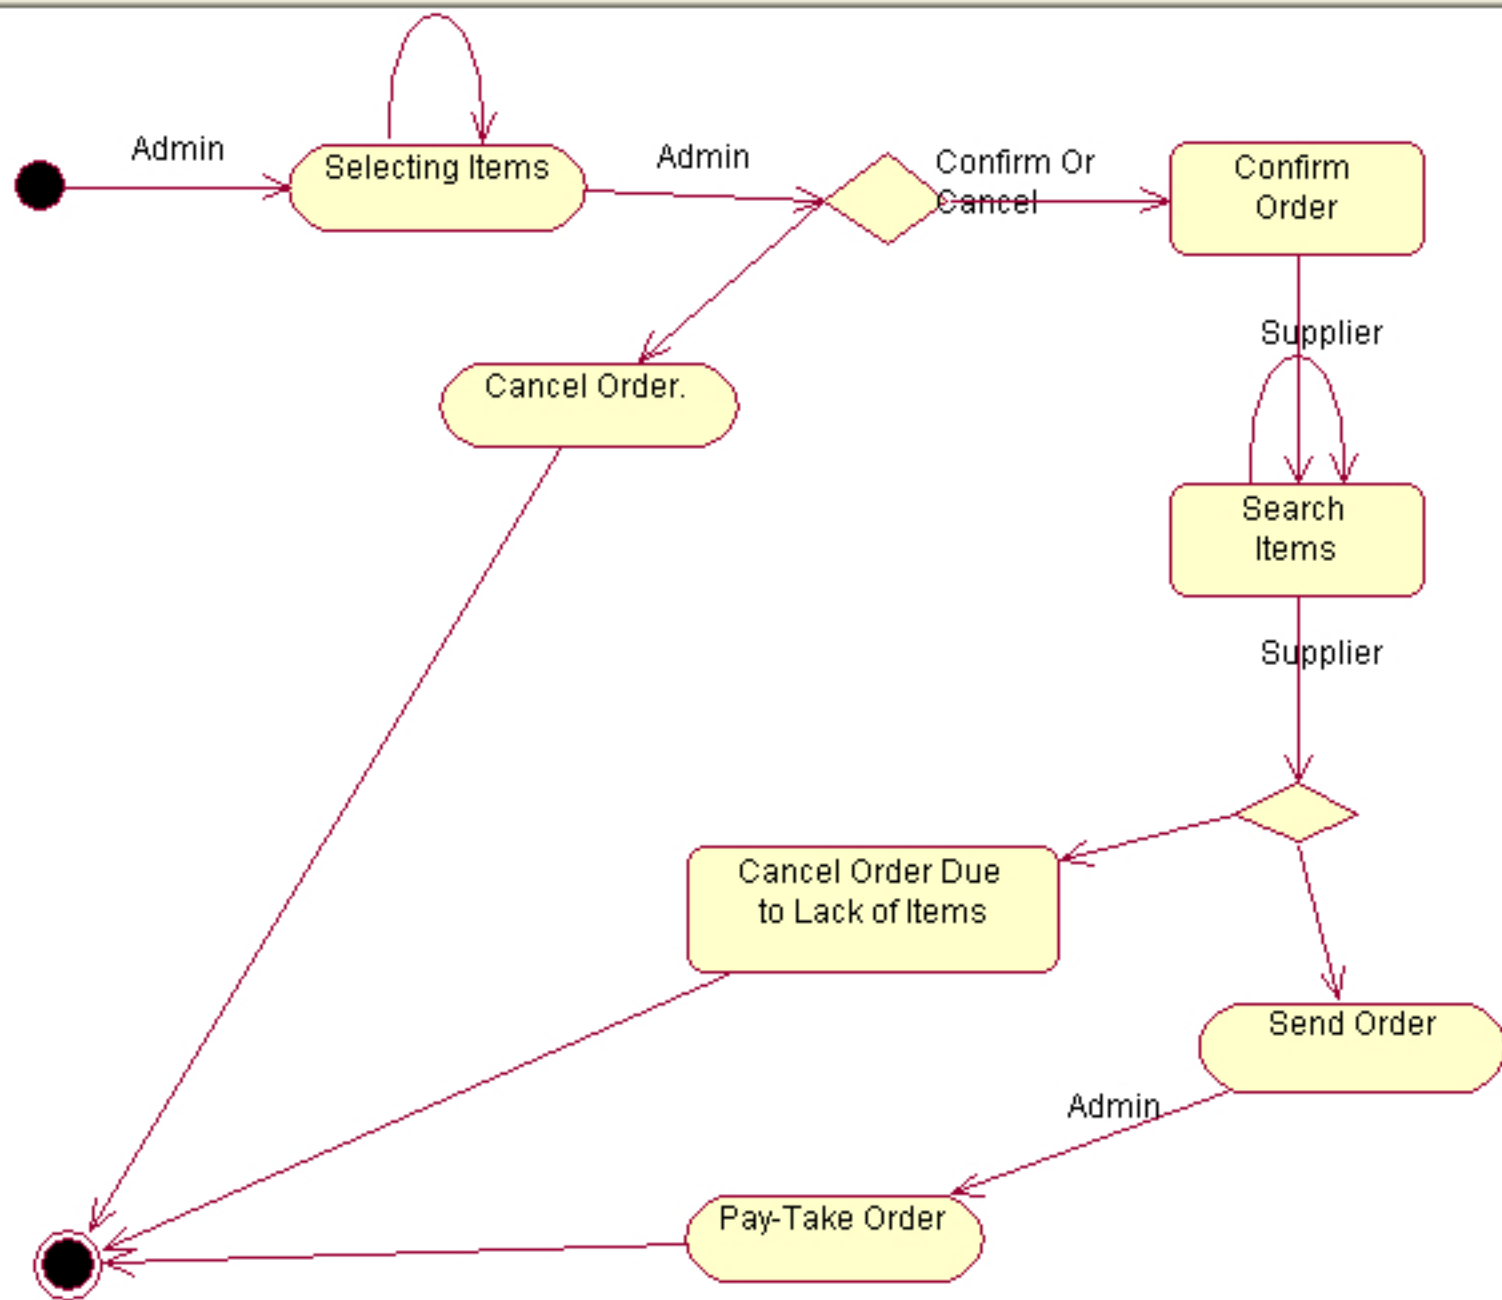 Admin
Selecting Items
Admin
Confirm Or
Cancel
Confirm
Order
Supplier
Cancel Order.
Search
Items
Supplier
Cancel Order Due
to Lack of Items
Send Order
Admin
Pay-Take Order